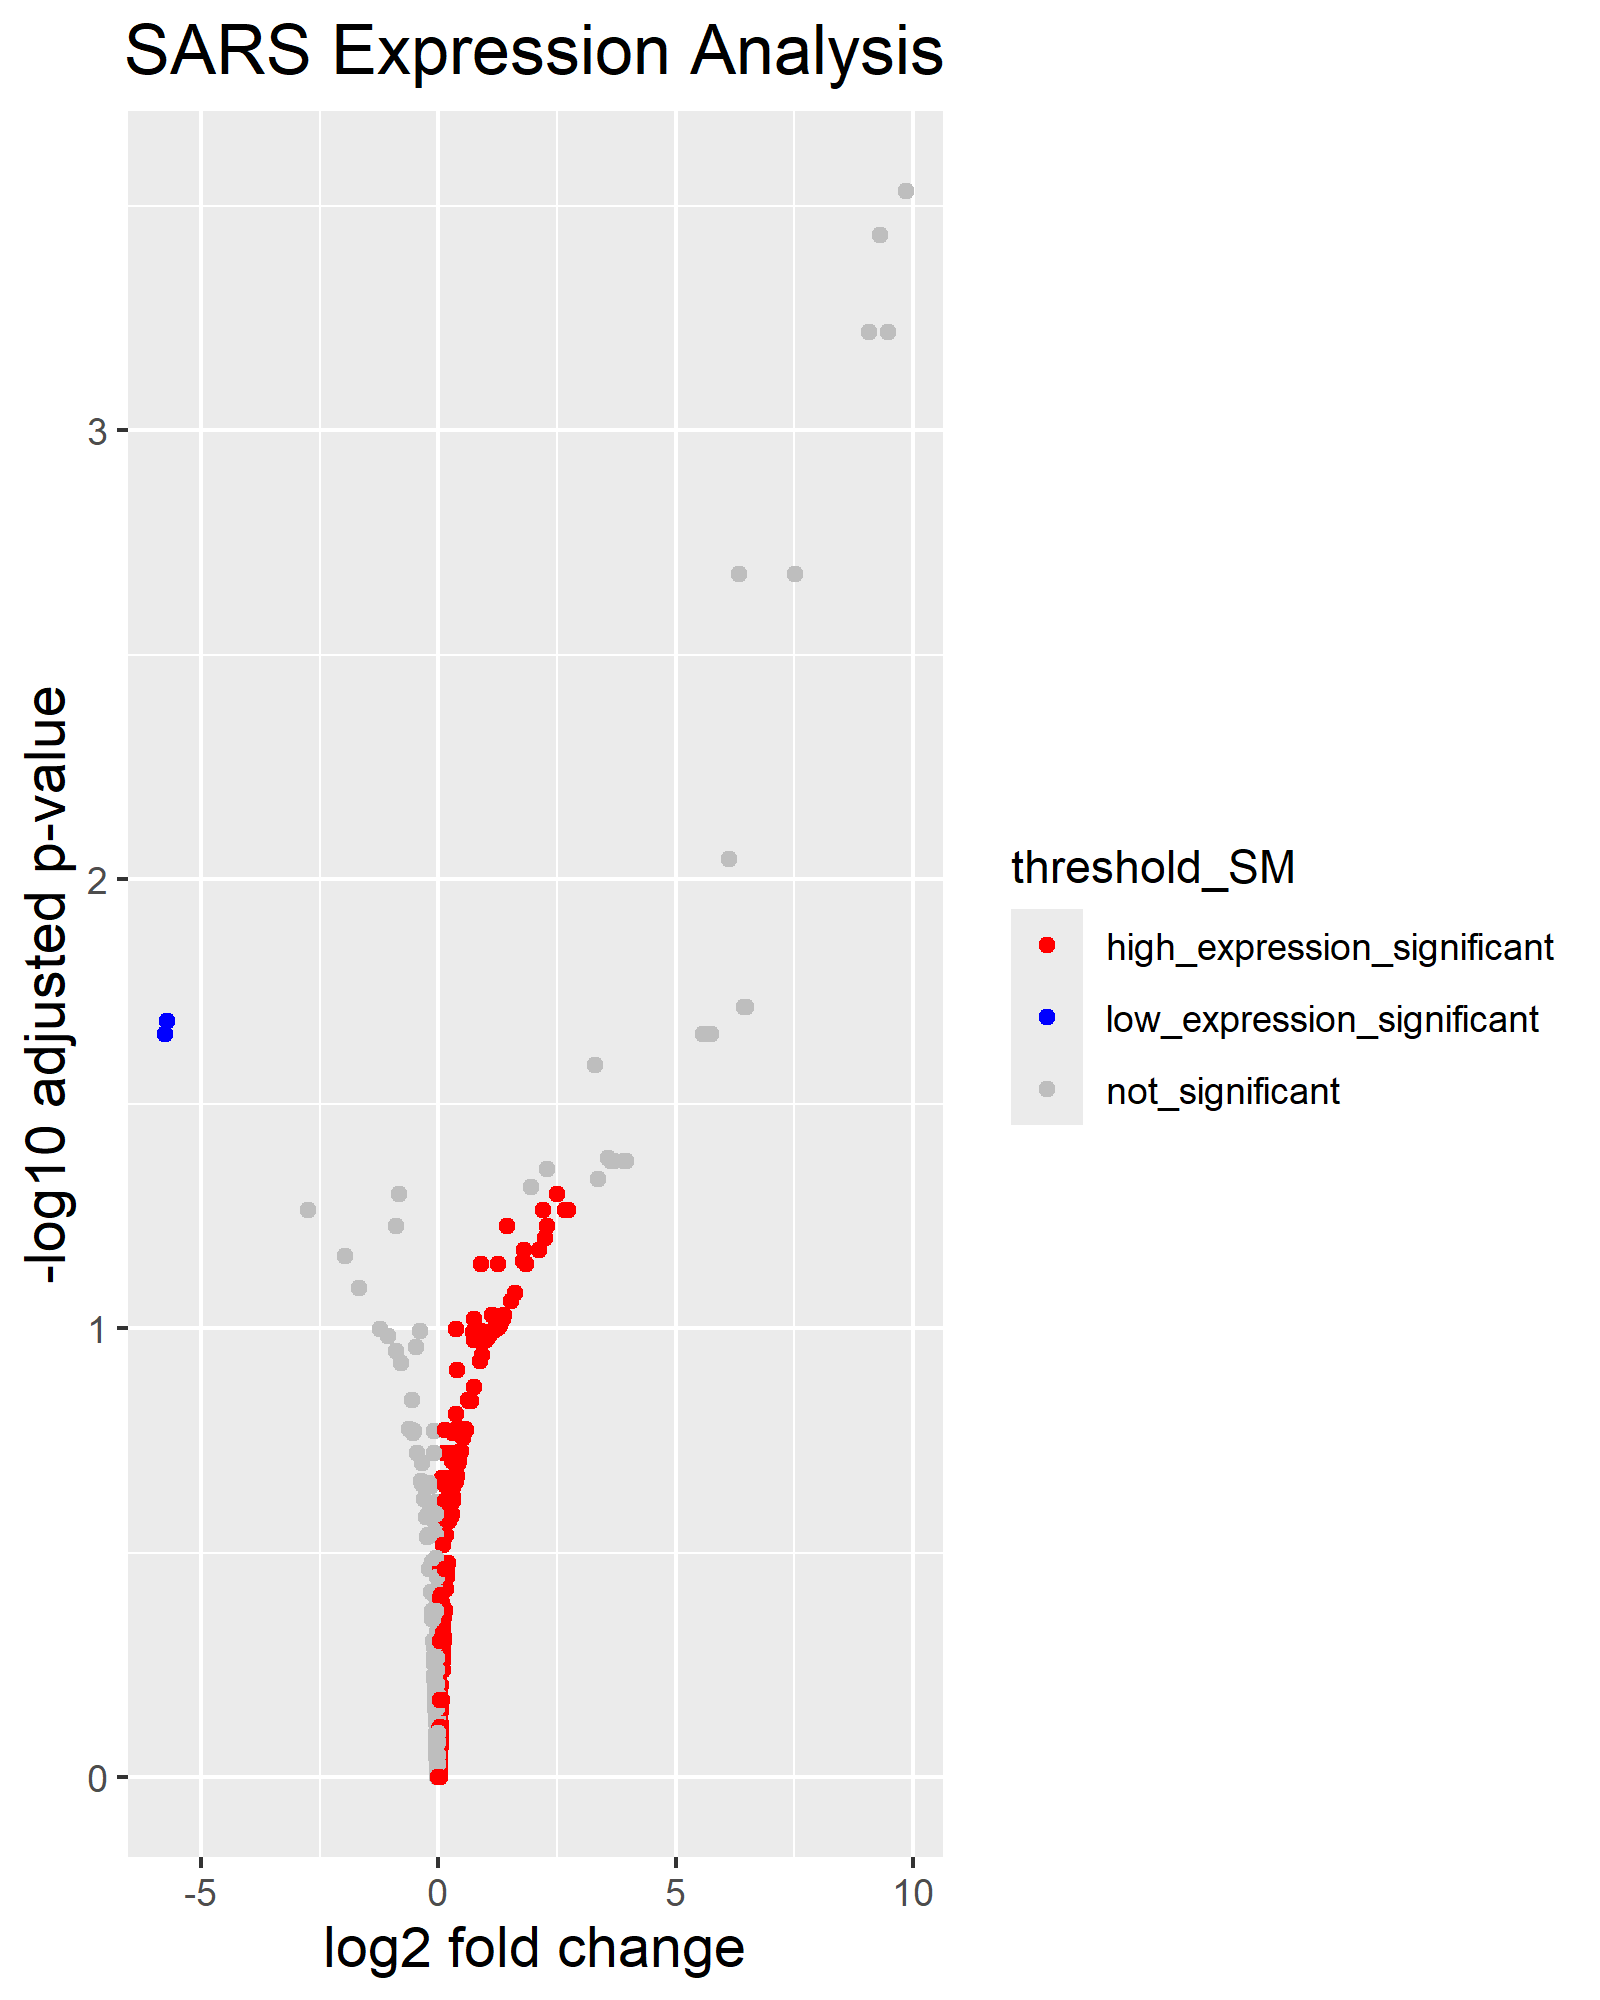 SARS Expression Analysis
-log10 adjusted p-value
3
2
1
0
-5
0
5
10
log2 fold change
threshold_SM
high_expression_significant
low_expression_significant
not_significant